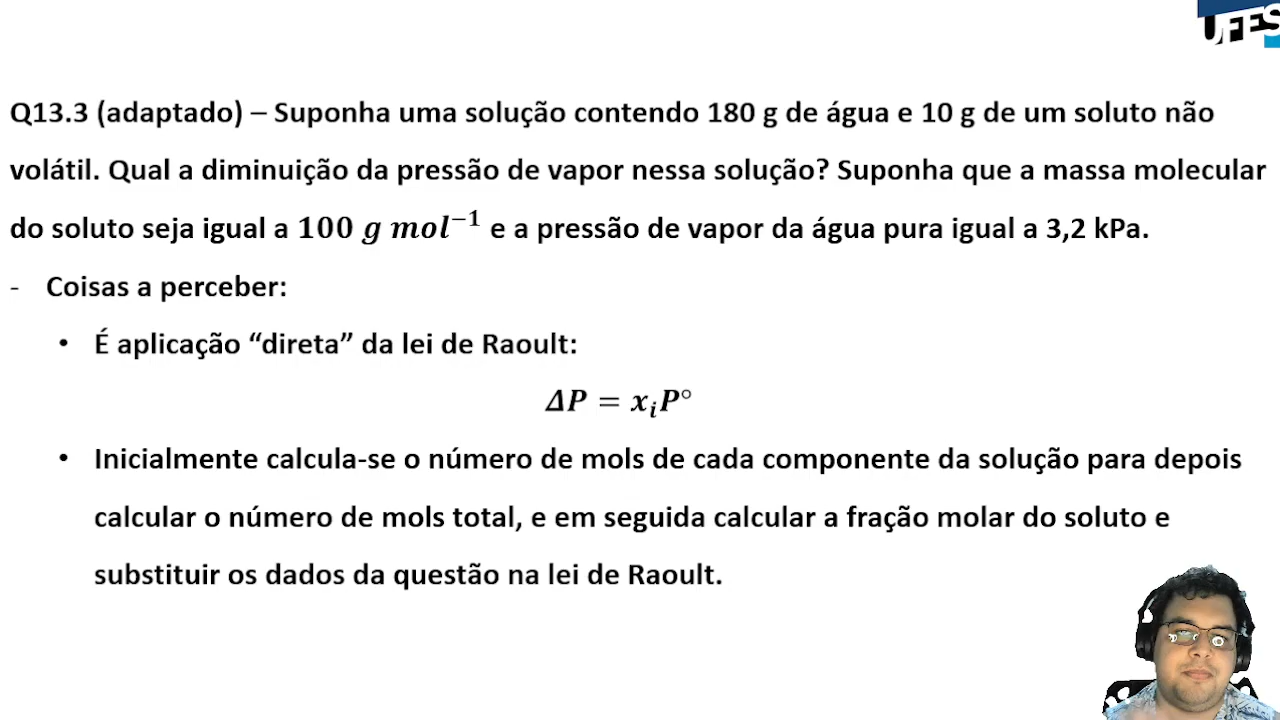 UFES
Q13.3 (adaptado) – Suponha uma solução contendo 180 g de água e 10 g de um soluto não
volátil. Qual a diminuição da pressão de vapor nessa solução? Suponha que a massa molecular
do soluto seja igual a 100 g mol⁻¹ e a pressão de vapor da água pura igual a 3,2 kPa.
- Coisas a perceber:
• É aplicação “direta” da lei de Raoult:
ΔP = xᵢP°
• Inicialmente calcula-se o número de mols de cada componente da solução para depois
calcular o número de mols total, e em seguida calcular a fração molar do soluto e
substituir os dados da questão na lei de Raoult.